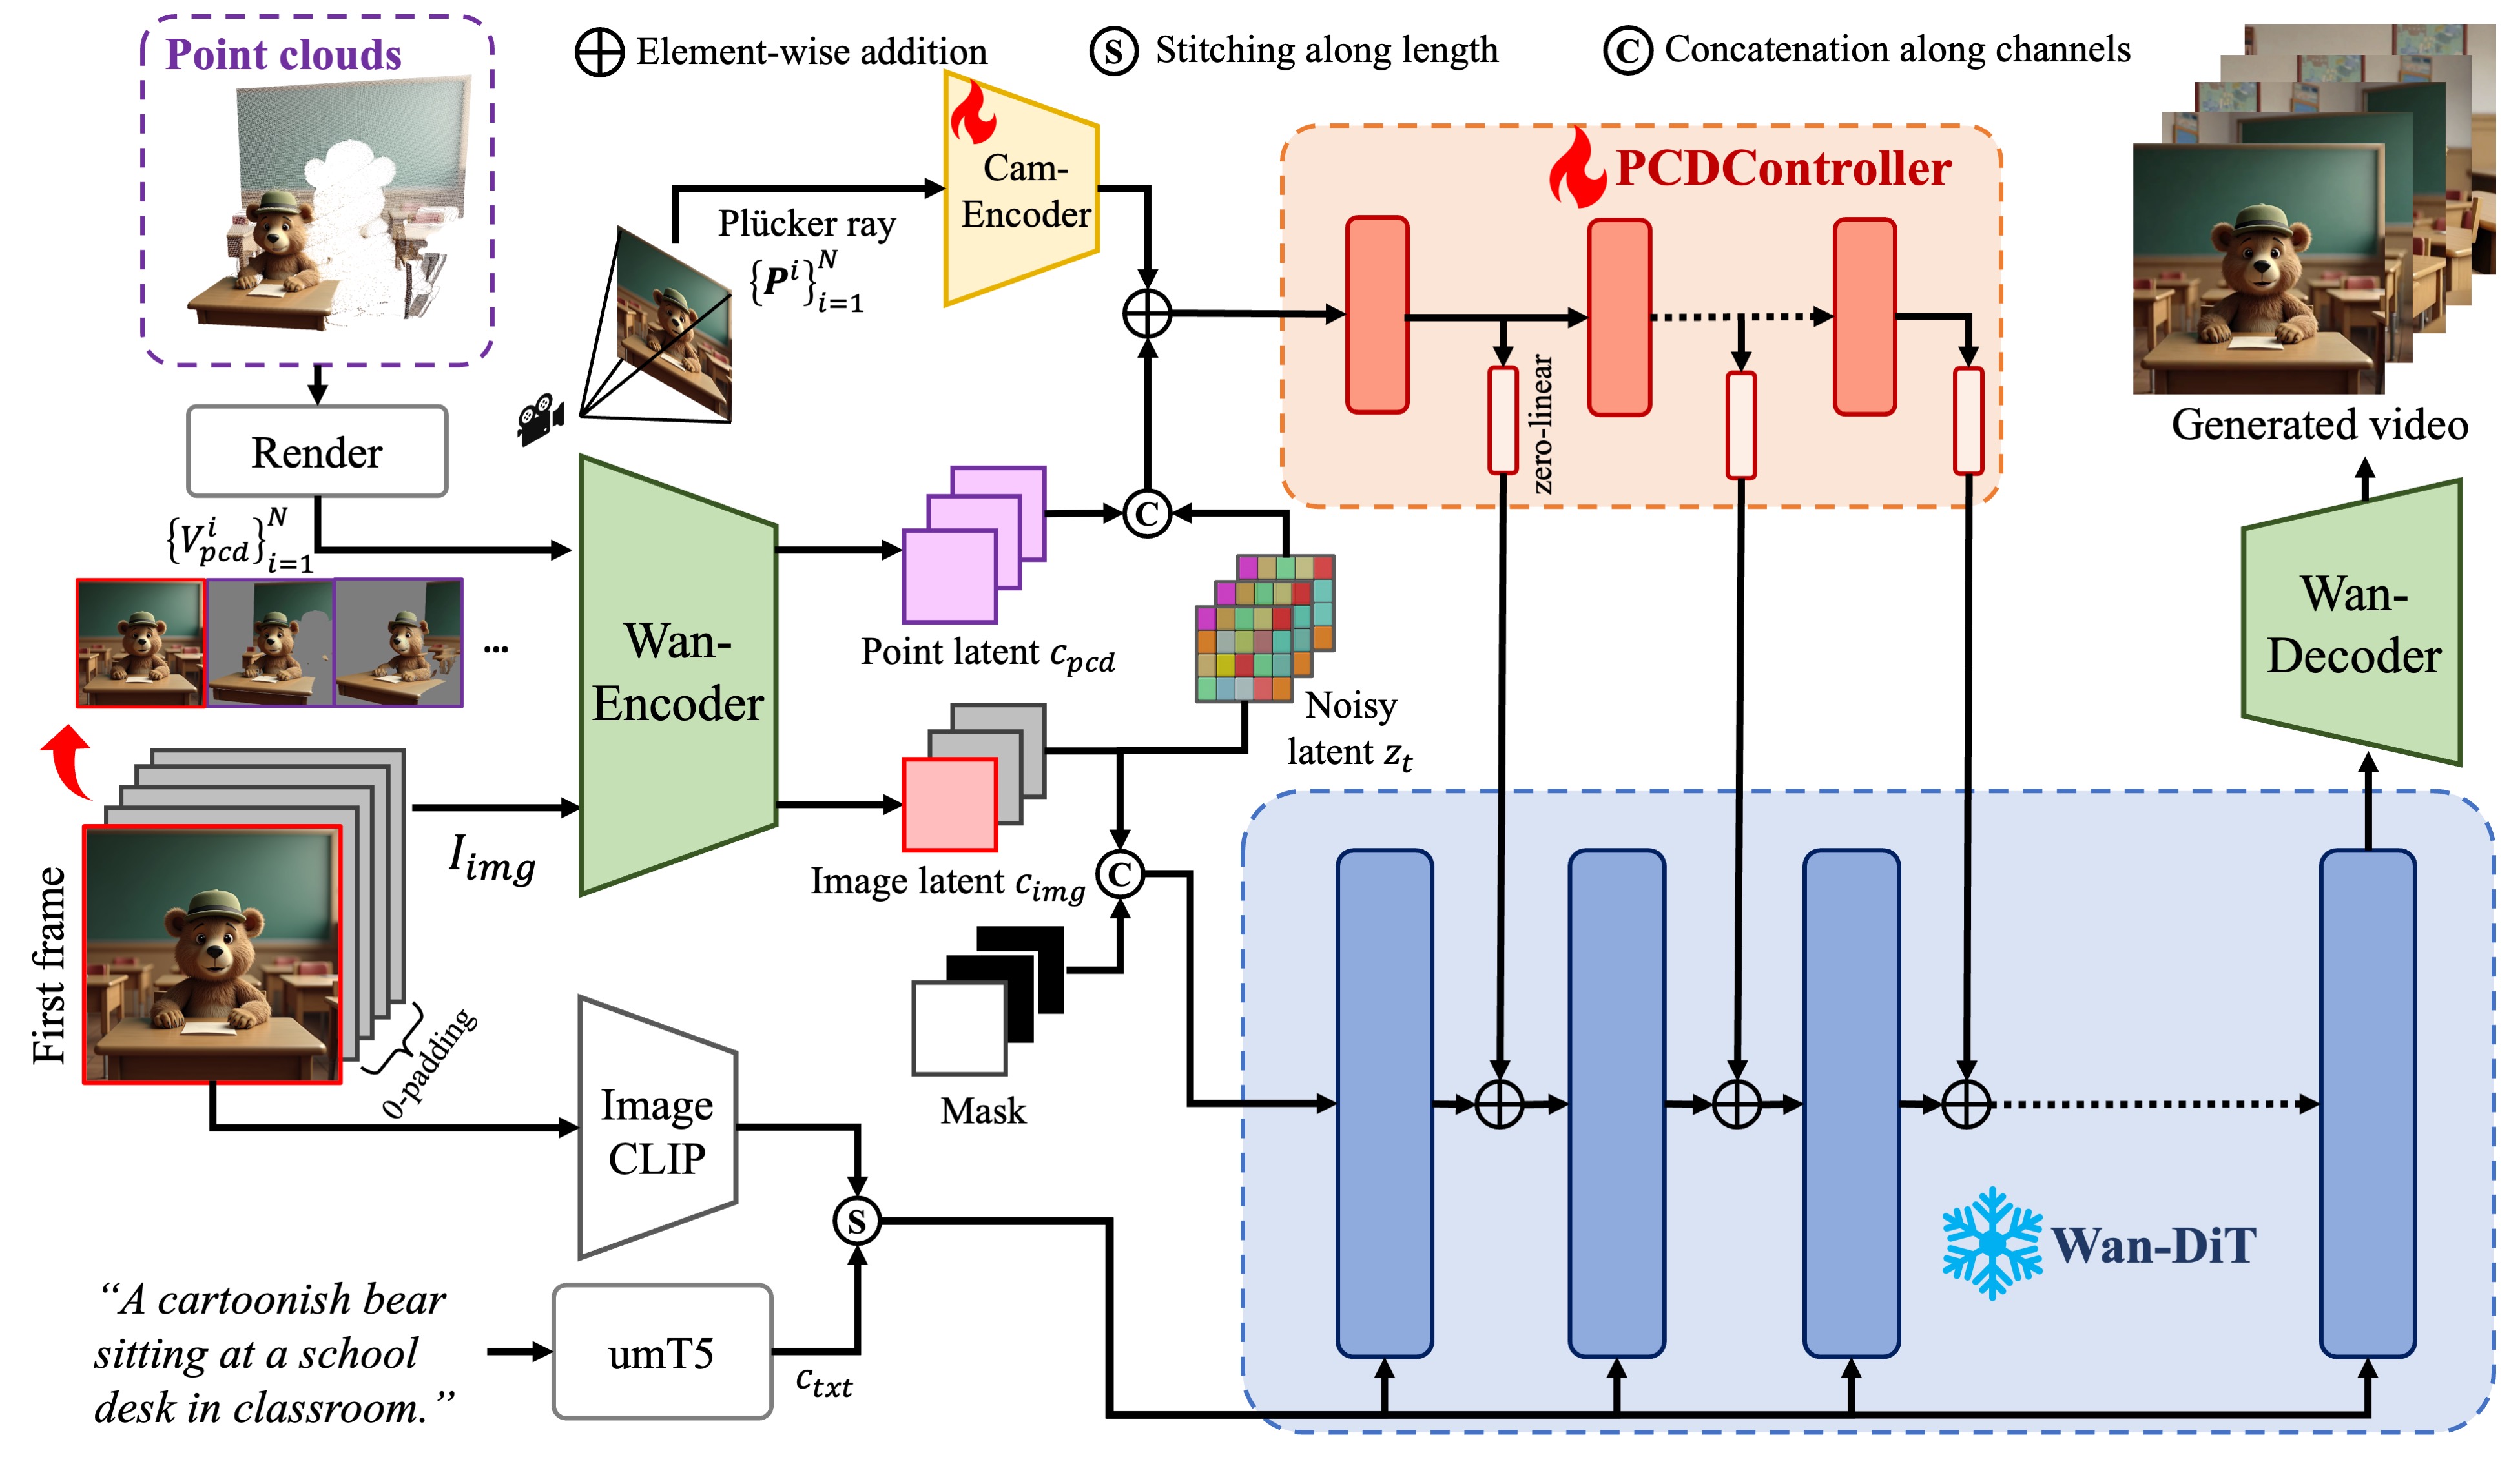 Point clouds
Element-wise addition
S Stitching along length
C Concatenation along channels
Cam-
Encoder
PCDController
Plücker ray
{P^i}_{i=1}^N
zero-linear
Render
{V_{pcd}^i}_{i=1}^N
...
Wan-
Encoder
C
Point latent c_{pcd}
Noisy
latent z_t
Generated video
Wan-
Decoder
First frame
0-padding
I_{img}
Image latent c_{img}
C
Mask
Image
CLIP
S
“A cartoonish bear
sitting at a school
desk in classroom.”
umT5
c_{txt}
Wan-DiT